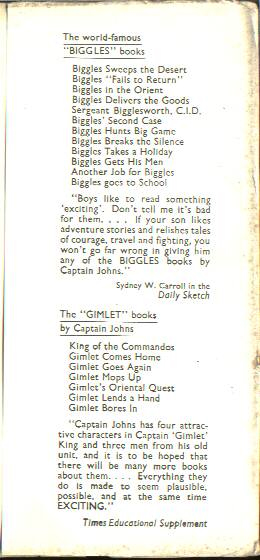 The world-famous
"BIGGLES" books
Biggles Sweeps the Desert
Biggles "Fails to Return"
Biggles in the Orient
Biggles Delivers the Goods
Sergeant Bigglesworth, C.I.D.
Biggles' Second Case
Biggles Hunts Big Game
Biggles Breaks the Silence
Biggles Takes a Holiday
Biggles Gets His Men
Another Job for Biggles
Biggles goes to School
"Boys like to read something
'exciting'. Don't tell me it's bad
for them. . . . If your son likes
adventure stories and relishes tales
of courage, travel and fighting, you
won't go far wrong in giving him
any of the BIGGLES books by
Captain Johns."
Sydney W. Carroll in the
Daily Sketch
The "GIMLET" books
by Captain Johns
King of the Commandos
Gimlet Comes Home
Gimlet Goes Again
Gimlet Mops Up
Gimlet's Oriental Quest
Gimlet Lends a Hand
Gimlet Bores In
"Captain Johns has four attrac-
tive characters in Captain 'Gimlet'
King and three men from his old
unit, and it is to be hoped that
there will be many more books
about them. . . . Everything they
do is made to seem plausible,
possible, and at the same time
EXCITING."
Times Educational Supplement